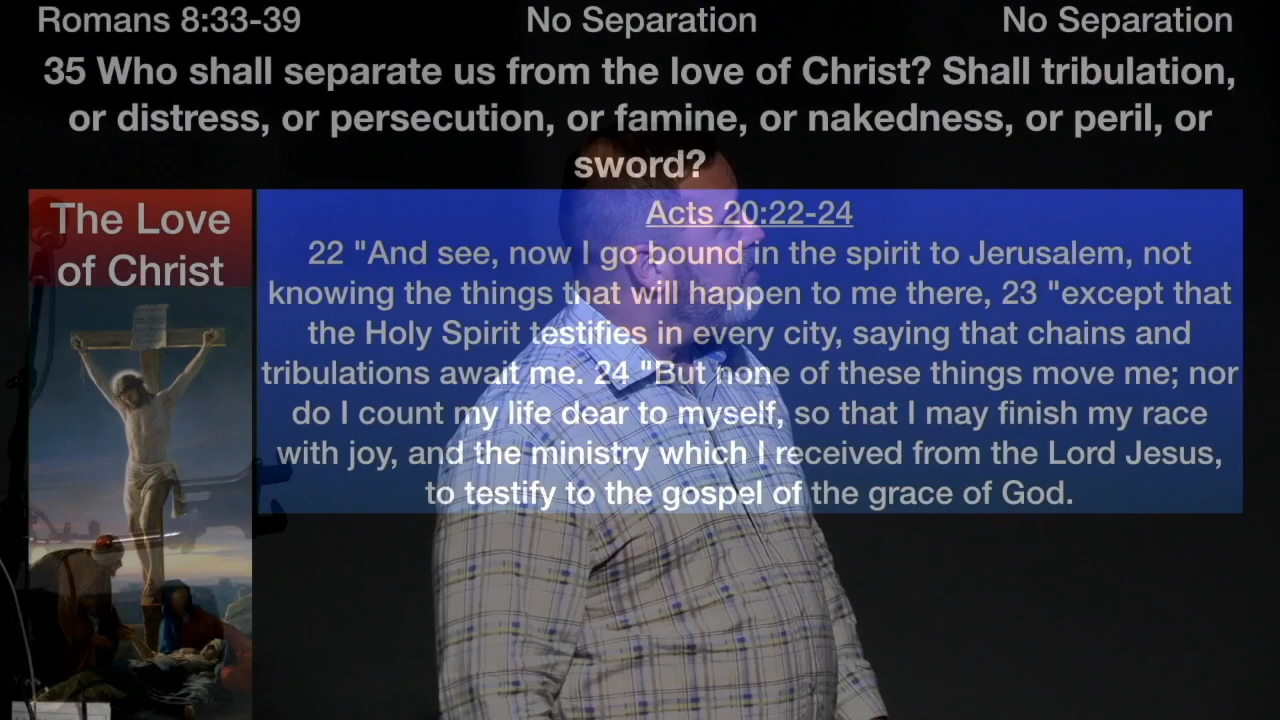 Romans 8:33-39
No Separation
No Separation
35 Who shall separate us from the love of Christ? Shall tribulation,
or distress, or persecution, or famine, or nakedness, or peril, or
sword?
The Love
of Christ
Acts 20:22-24
22 "And see, now I go bound in the spirit to Jerusalem, not
knowing the things that will happen to me there, 23 "except that
the Holy Spirit testifies in every city, saying that chains and
tribulations await me. 24 "But none of these things move me; nor
do I count my life dear to myself, so that I may finish my race
with joy, and the ministry which I received from the Lord Jesus,
to testify to the gospel of the grace of God.